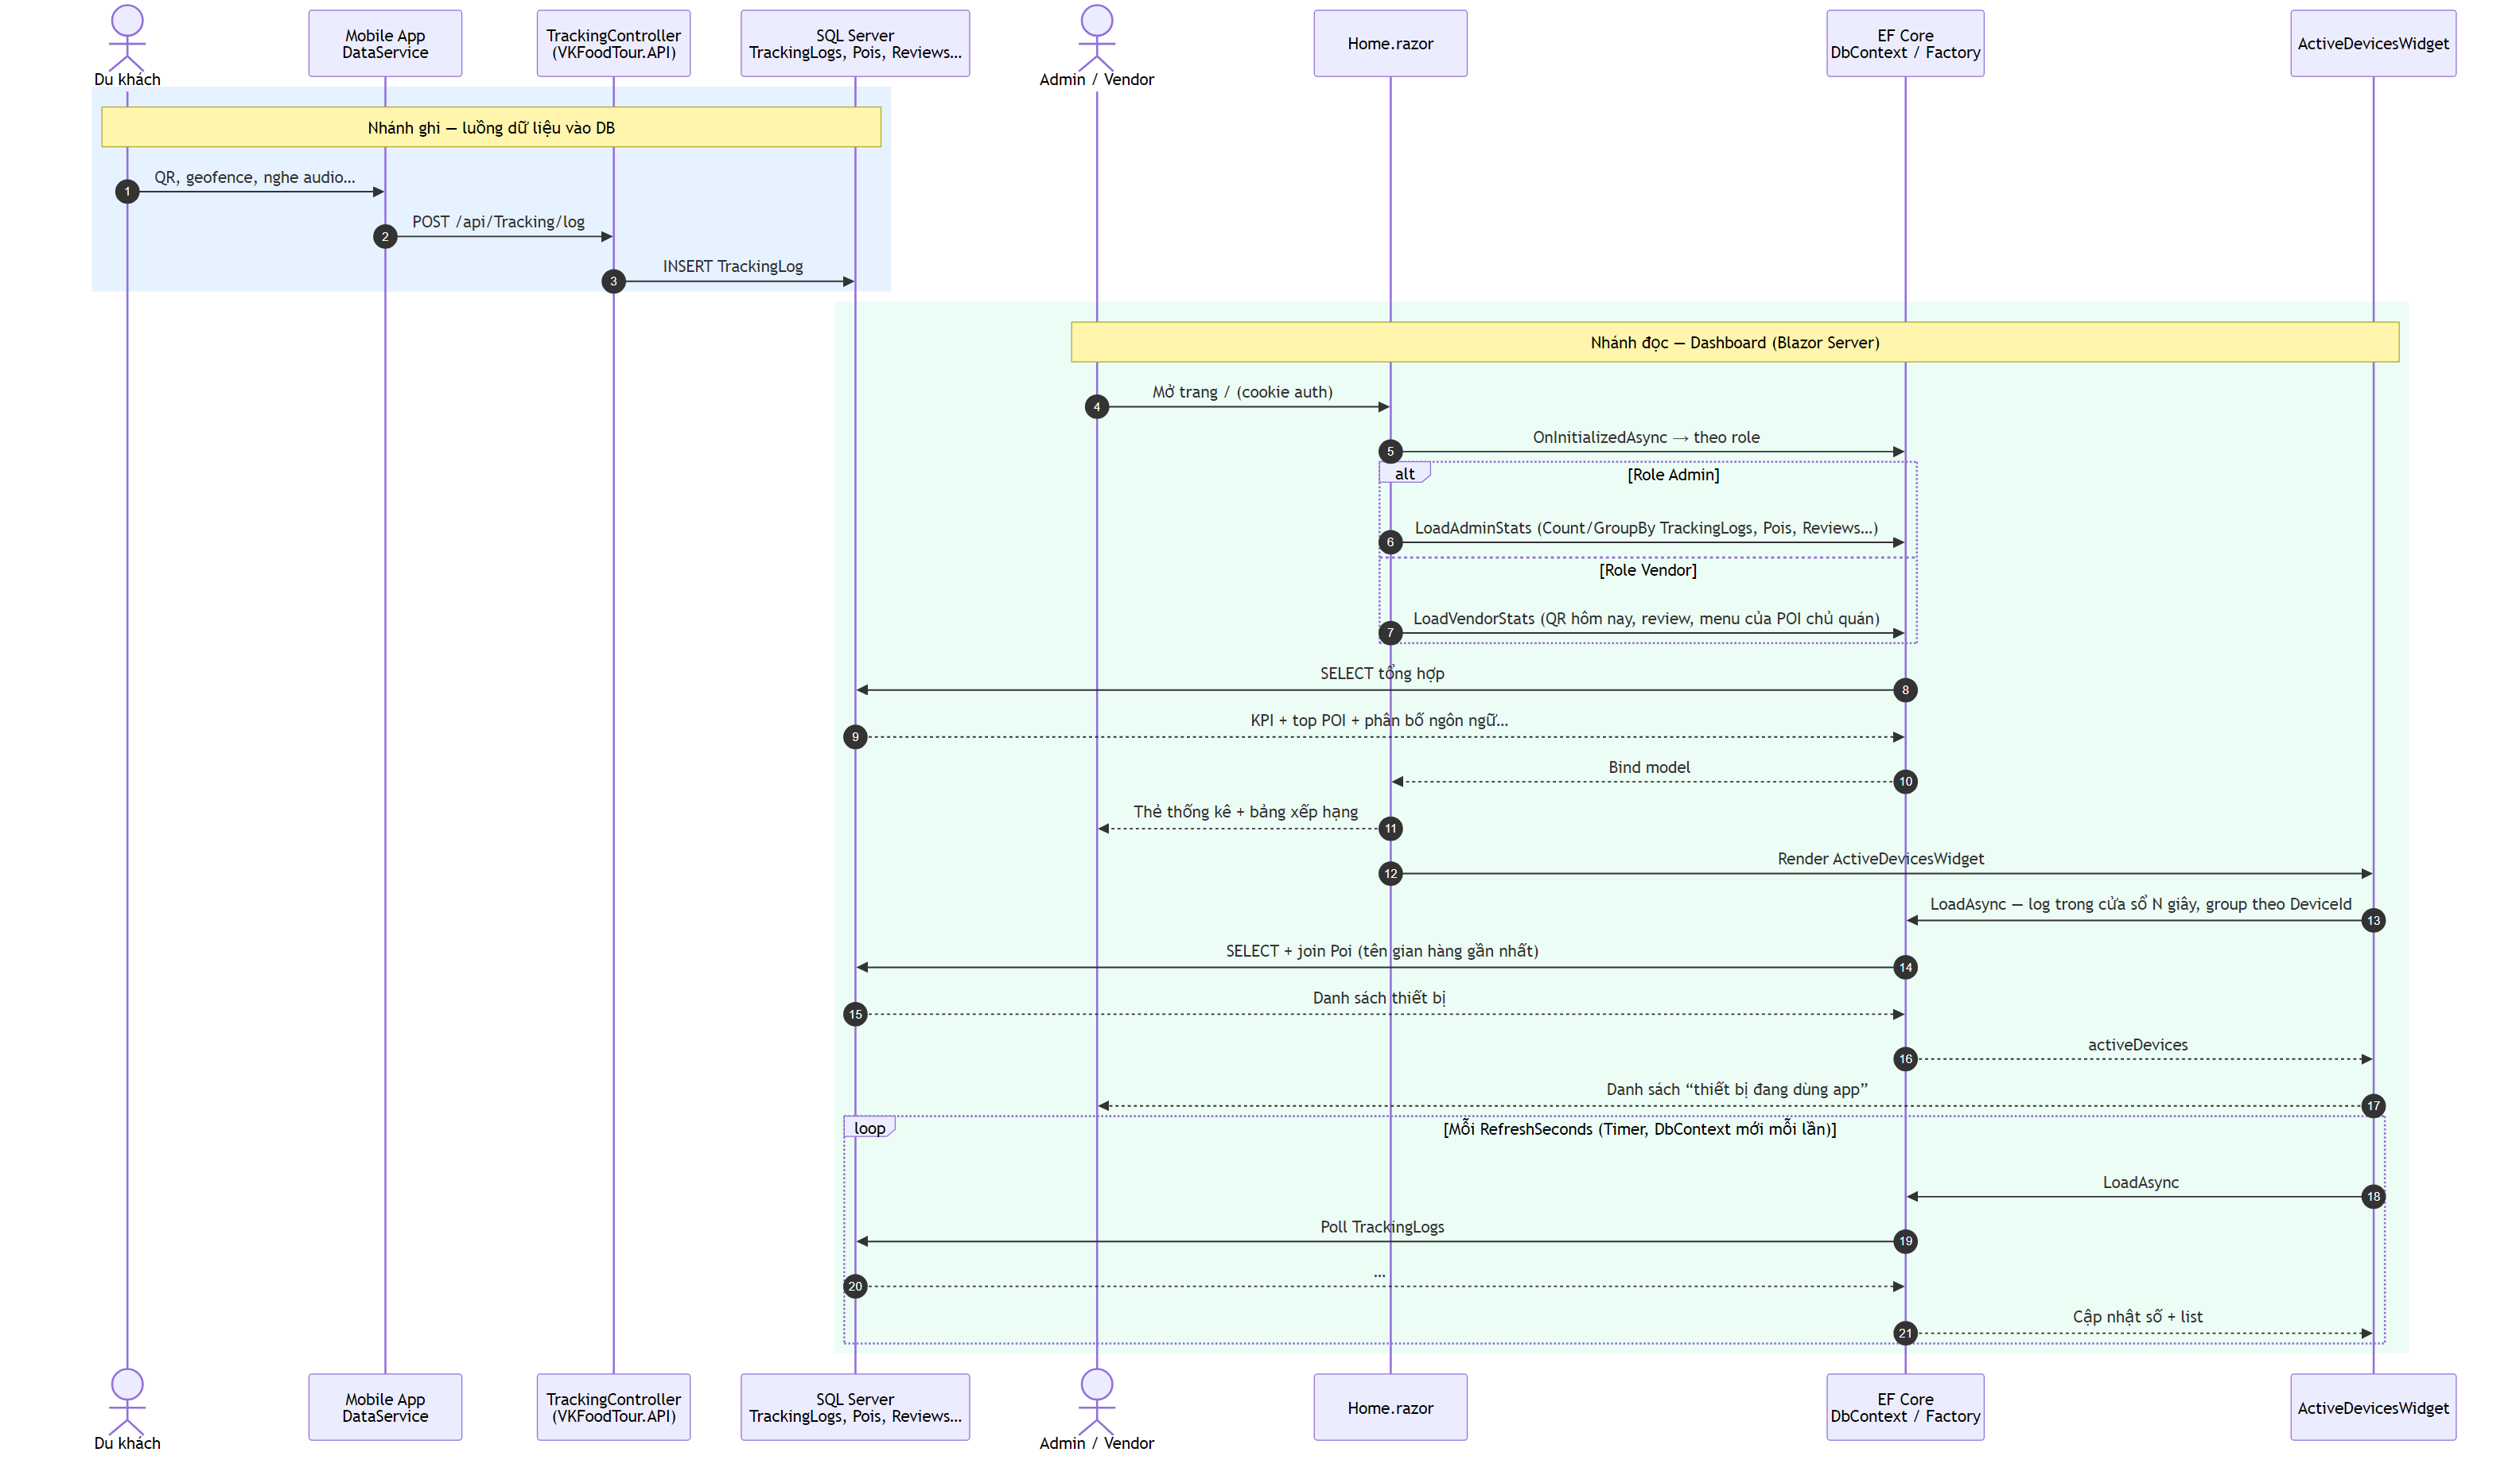 Du khách
Mobile App
DataService
TrackingController
(VKFoodTour.API)
SQL Server
TrackingLogs, Pois, Reviews...
Admin / Vendor
Home.razor
EF Core
DbContext / Factory
ActiveDevicesWidget
Nhánh ghi — luồng dữ liệu vào DB
1
QR, geofence, nghe audio...
2
POST /api/Tracking/log
3
INSERT TrackingLog
Nhánh đọc — Dashboard (Blazor Server)
4
Mở trang / (cookie auth)
5
OnInitializedAsync → theo role
alt
[Role Admin]
6
LoadAdminStats (Count/GroupBy TrackingLogs, Pois, Reviews...)
[Role Vendor]
7
LoadVendorStats (QR hôm nay, review, menu của POI chủ quán)
SELECT tổng hợp
8
KPI + top POI + phân bố ngôn ngữ...
9
Bind model
10
Thẻ thống kê + bảng xếp hạng
11
Render ActiveDevicesWidget
12
LoadAsync — log trong cửa sổ N giây, group theo DeviceId
13
SELECT + join Poi (tên gian hàng gần nhất)
14
Danh sách thiết bị
15
activeDevices
16
Danh sách “thiết bị đang dùng app”
17
loop
[Mỗi RefreshSeconds (Timer, DbContext mới mỗi lần)]
LoadAsync
18
Poll TrackingLogs
19
...
20
Cập nhật số + list
21
Du khách
Mobile App
DataService
TrackingController
(VKFoodTour.API)
SQL Server
TrackingLogs, Pois, Reviews...
Admin / Vendor
Home.razor
EF Core
DbContext / Factory
ActiveDevicesWidget